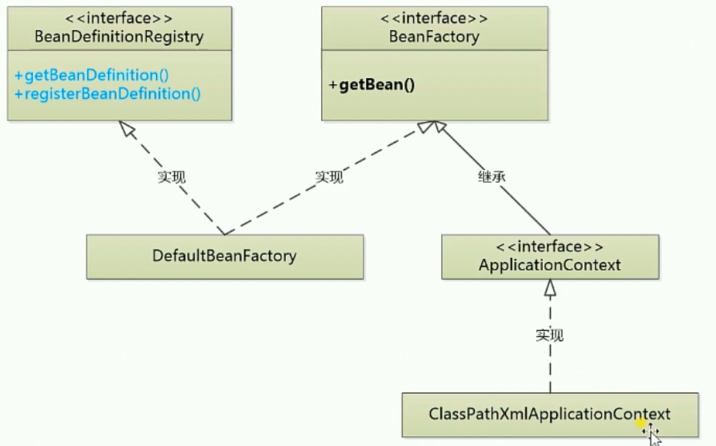 <<interface>>
BeanDefinitionRegistry
+getBeanDefinition()
+registerBeanDefinition()
<<interface>>
BeanFactory
+getBean()
实现
实现
继承
DefaultBeanFactory
<<interface>>
ApplicationContext
实现
ClassPathXmlApplicationContext